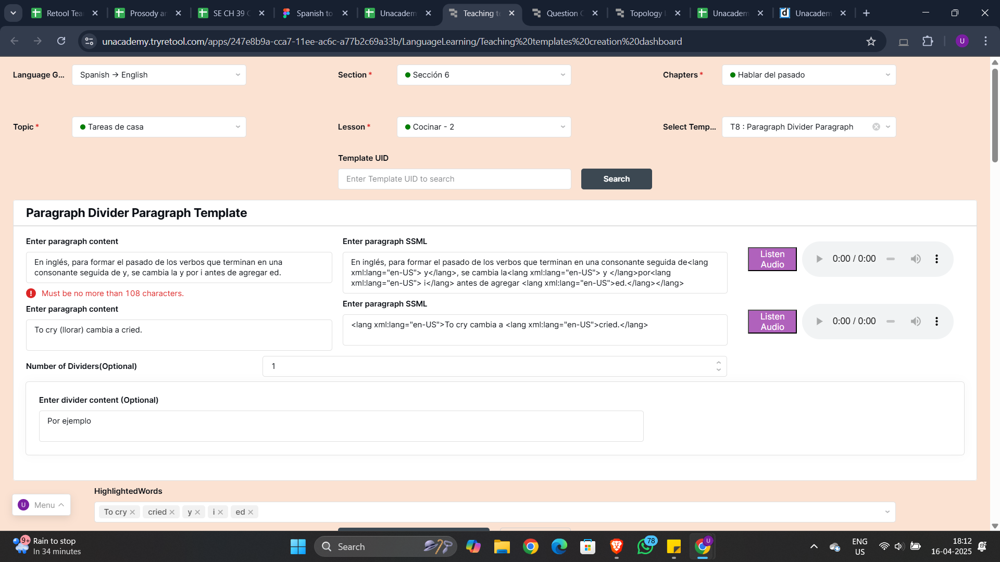 Retool Tea
Prosody an
SE CH 39 C
Spanish to
Unacadem
Teaching te
Question C
Topology
Unacadem
Unacadem
unacademy.tryretool.com/apps/247e8b9a-cca7-11ee-ac6c-a77b2c69a33b/LanguageLearning/Teaching%20templates%20creation%20dashboard
U
Language G...
Spanish → English
Section *
Sección 6
Chapters *
Hablar del pasado
Topic *
Tareas de casa
Lesson *
Cocinar - 2
Select Temp...
T8 : Paragraph Divider Paragraph
Template UID
Enter Template UID to search
Search
Paragraph Divider Paragraph Template
Enter paragraph content
En inglés, para formar el pasado de los verbos que terminan en una
consonante seguida de y, se cambia la y por i antes de agregar ed.
Must be no more than 108 characters.
Enter paragraph SSML
En inglés, para formar el pasado de los verbos que terminan en una consonante seguida de<lang
xml:lang="en-US"> y</lang>, se cambia la<lang xml:lang="en-US"> y </lang>por<lang
xml:lang="en-US"> i</lang> antes de agregar <lang xml:lang="en-US">ed.</lang></lang>
Listen
Audio
0:00 / 0:00
Enter paragraph content
To cry (llorar) cambia a cried.
Enter paragraph SSML
<lang xml:lang="en-US">To cry cambia a <lang xml:lang="en-US">cried.</lang>
Listen
Audio
0:00 / 0:00
Number of Dividers(Optional)
1
Enter divider content (Optional)
Por ejemplo
HighlightedWords
To cry
cried
y
i
ed
U
Menu
9+
Rain to stop
In 34 minutes
Search
78
U
ENG
US
18:12
16-04-2025